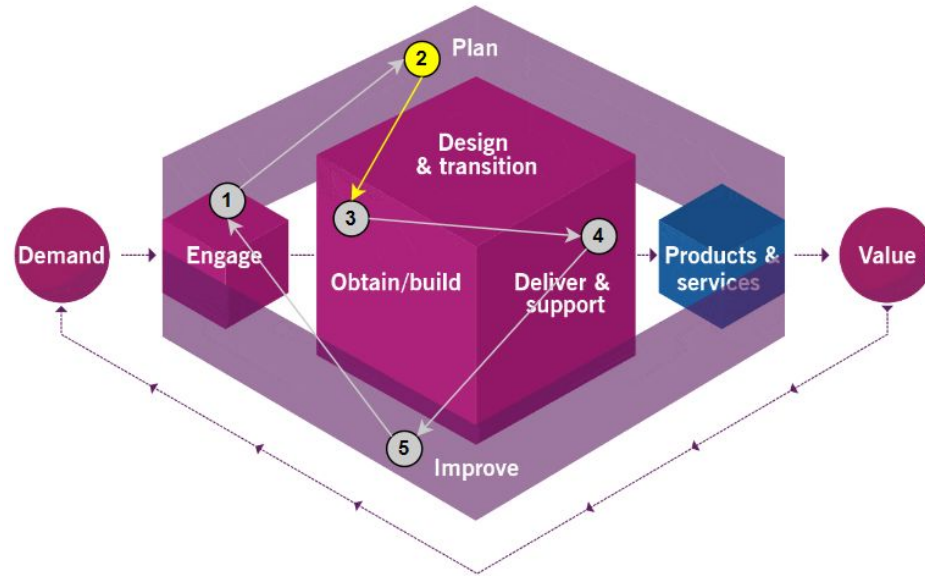 2
Plan
Design
& transition
1
3
4
Demand
Engage
Obtain/build
Deliver &
support
Products &
services
Value
5
Improve